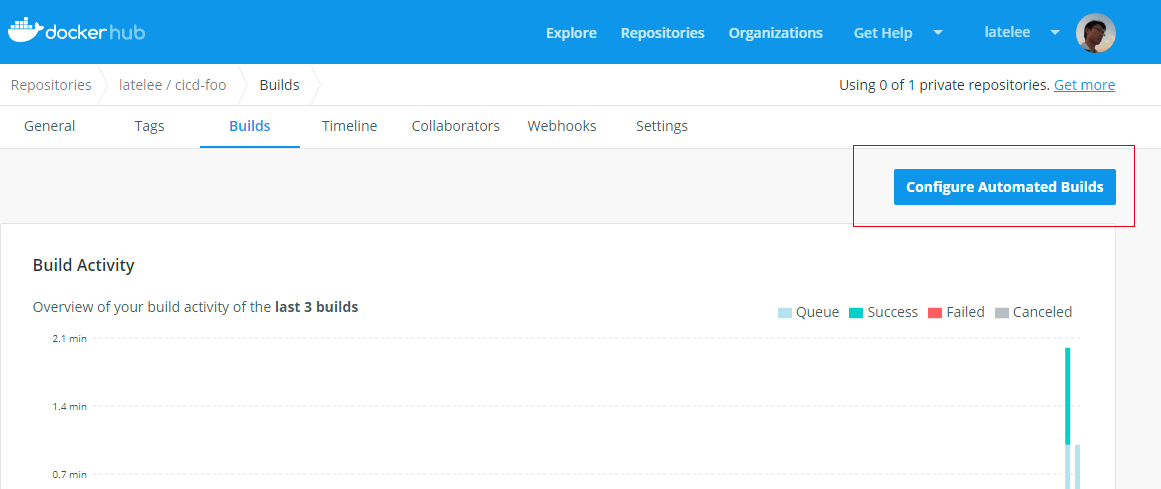 docker hub
Explore Repositories Organizations Get Help latelee
Repositories latelee / cicd-foo Builds
Using 0 of 1 private repositories. Get more
General Tags Builds Timeline Collaborators Webhooks Settings
Configure Automated Builds
Build Activity
Overview of your build activity of the last 3 builds
Queue Success Failed Canceled
2.1 min
1.4 min
0.7 min